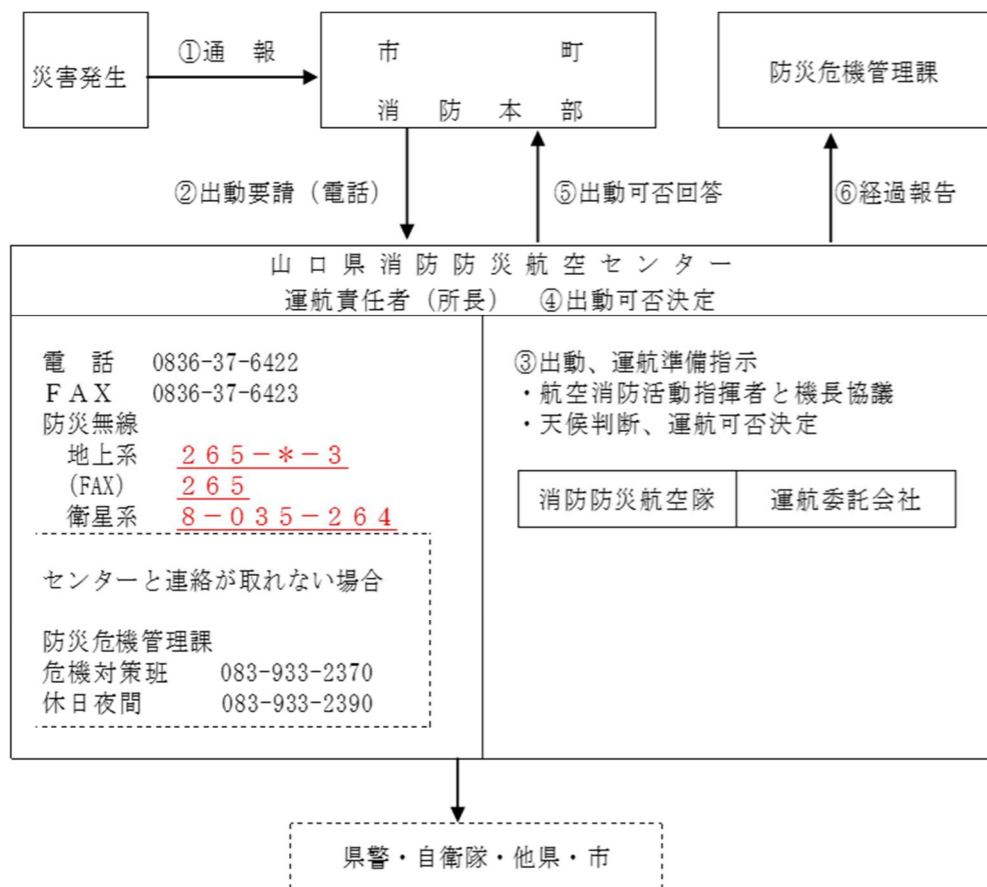 災害発生
①通　報
市　　　　　町
消　防　本　部
防災危機管理課
②出動要請（電話）
⑤出動可否回答
⑥経過報告
山口県消防防災航空センター
運航責任者（所長）　④出動可否決定
電　話　0836-37-6422
ＦＡＸ　0836-37-6423
防災無線
地上系　２６５－＊－３
(FAX)　２６５
衛星系　８－０３５－２６４
センターと連絡が取れない場合
防災危機管理課
危機対策班　083-933-2370
休日夜間　083-933-2390
③出動、運航準備指示
・航空消防活動指揮者と機長協議
・天候判断、運航可否決定
消防防災航空隊
運航委託会社
県警・自衛隊・他県・市